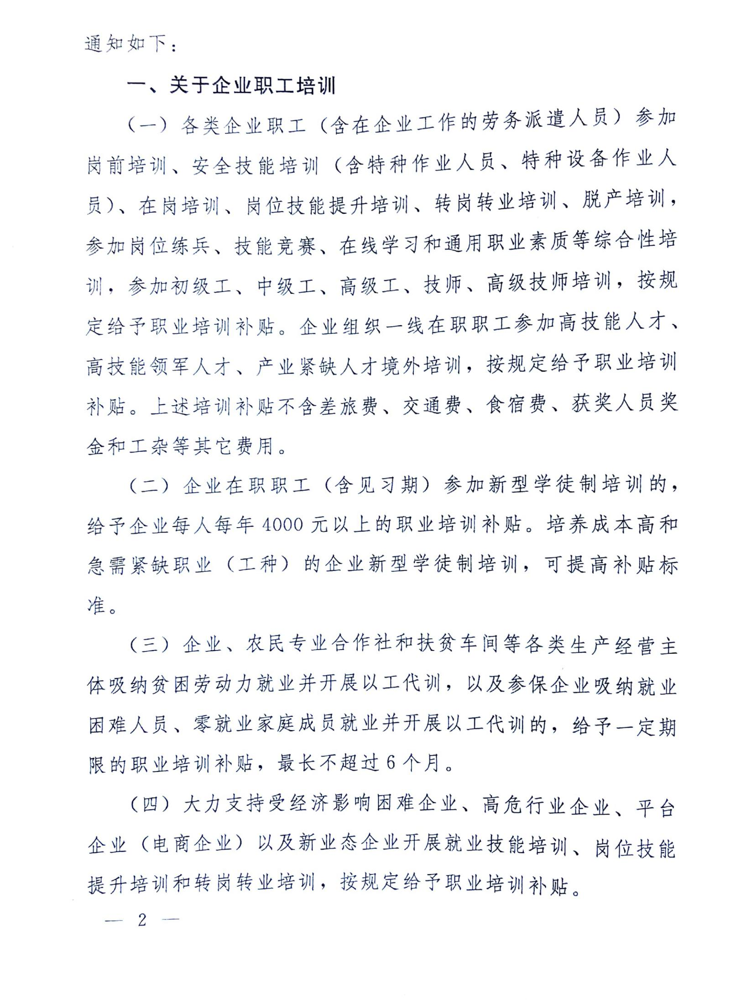 通知如下：
一、关于企业职工培训
（一）各类企业职工（含在企业工作的劳务派遣人员）参加
岗前培训、安全技能培训（含特种作业人员、特种设备作业人
员）、在岗培训、岗位技能提升培训、转岗转业培训、脱产培训，
参加岗位练兵、技能竞赛、在线学习和通用职业素质等综合性培
训，参加初级工、中级工、高级工、技师、高级技师培训，按规
定给予职业培训补贴。企业组织一线在职职工参加高技能人才、
高技能领军人才、产业紧缺人才境外培训，按规定给予职业培训
补贴。上述培训补贴不含差旅费、交通费、食宿费、获奖人员奖
金和工杂等其它费用。
（二）企业在职职工（含见习期）参加新型学徒制培训的，
给予企业每人每年 4000 元以上的职业培训补贴。培养成本高和
急需紧缺职业（工种）的企业新型学徒制培训，可提高补贴标
准。
（三）企业、农民专业合作社和扶贫车间等各类生产经营主
体吸纳贫困劳动力就业并开展以工代训，以及参保企业吸纳就业
困难人员、零就业家庭成员就业并开展以工代训的，给予一定期
限的职业培训补贴，最长不超过 6 个月。
（四）大力支持受经济影响困难企业、高危行业企业、平台
企业（电商企业）以及新业态企业开展就业技能培训、岗位技能
提升培训和转岗转业培训，按规定给予职业培训补贴。
— 2 —